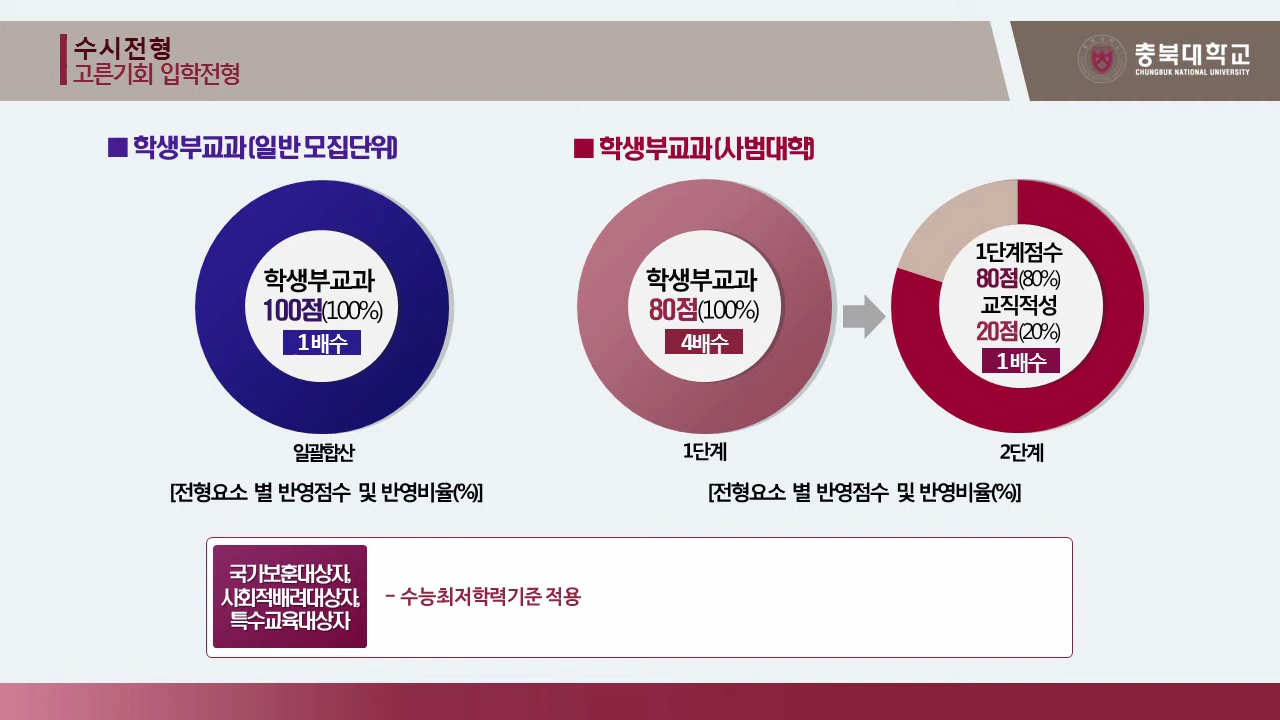 수시전형
고른기회 입학전형
충북대학교
CHUNGBUK NATIONAL UNIVERSITY
■ 학생부교과(일반 모집단위)
학생부교과
100점(100%)
1배수
일괄합산
[전형요소 별 반영점수 및 반영비율(%)]
■ 학생부교과(사범대학)
학생부교과
80점(100%)
4배수
1단계
1단계점수
80점(80%)
교직적성
20점(20%)
1배수
2단계
[전형요소 별 반영점수 및 반영비율(%)]
국가보훈대상자,
사회적배려대상자,
특수교육대상자
- 수능최저학력기준 적용